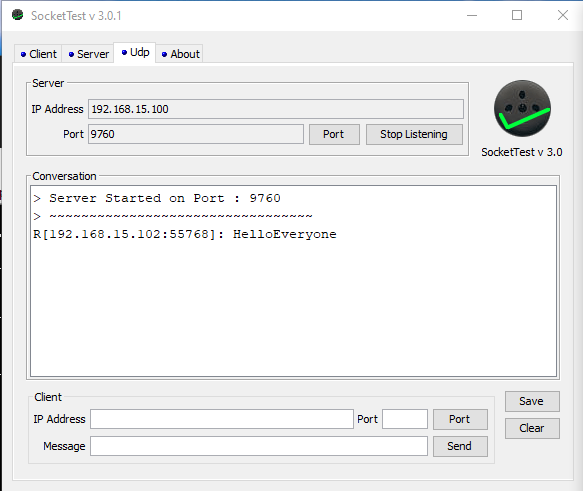 SocketTest v 3.0.1
Client Server Udp About
Server
IP Address 192.168.15.100
Port 9760 Port Stop Listening
SocketTest v 3.0
Conversation
> Server Started on Port : 9760
> ~~~~~~~~~~~~~~~~~~~~~~~~~~~~~~~~~
R[192.168.15.102:55768]: HelloEveryone
Client
IP Address Port Port
Message Send
Save
Clear